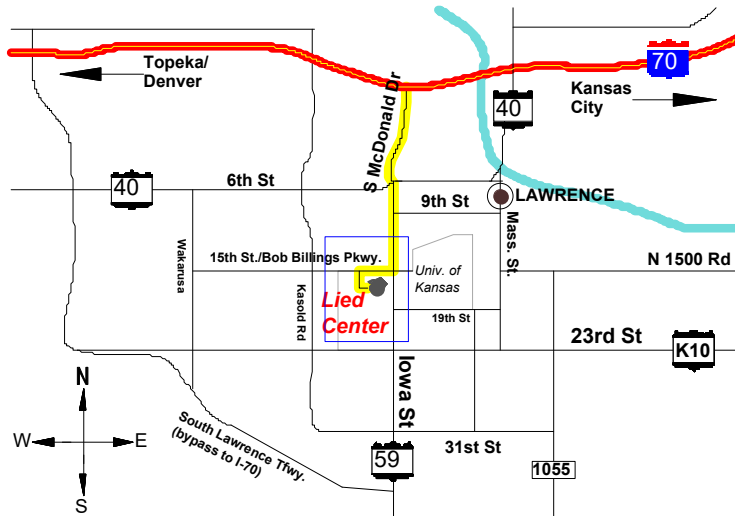 70
Topeka/
Denver
Kansas
City
S McDonald Dr
40
40
6th St
9th St
LAWRENCE
Mass. St.
Wakarusa
15th St./Bob Billings Pkwy.
N 1500 Rd
Univ. of
Kansas
Kasold Rd
Lied
Center
19th St
23rd St
K10
Iowa St
N
W
E
S
South Lawrence Tfwy.
(bypass to I-70)
59
31st St
1055